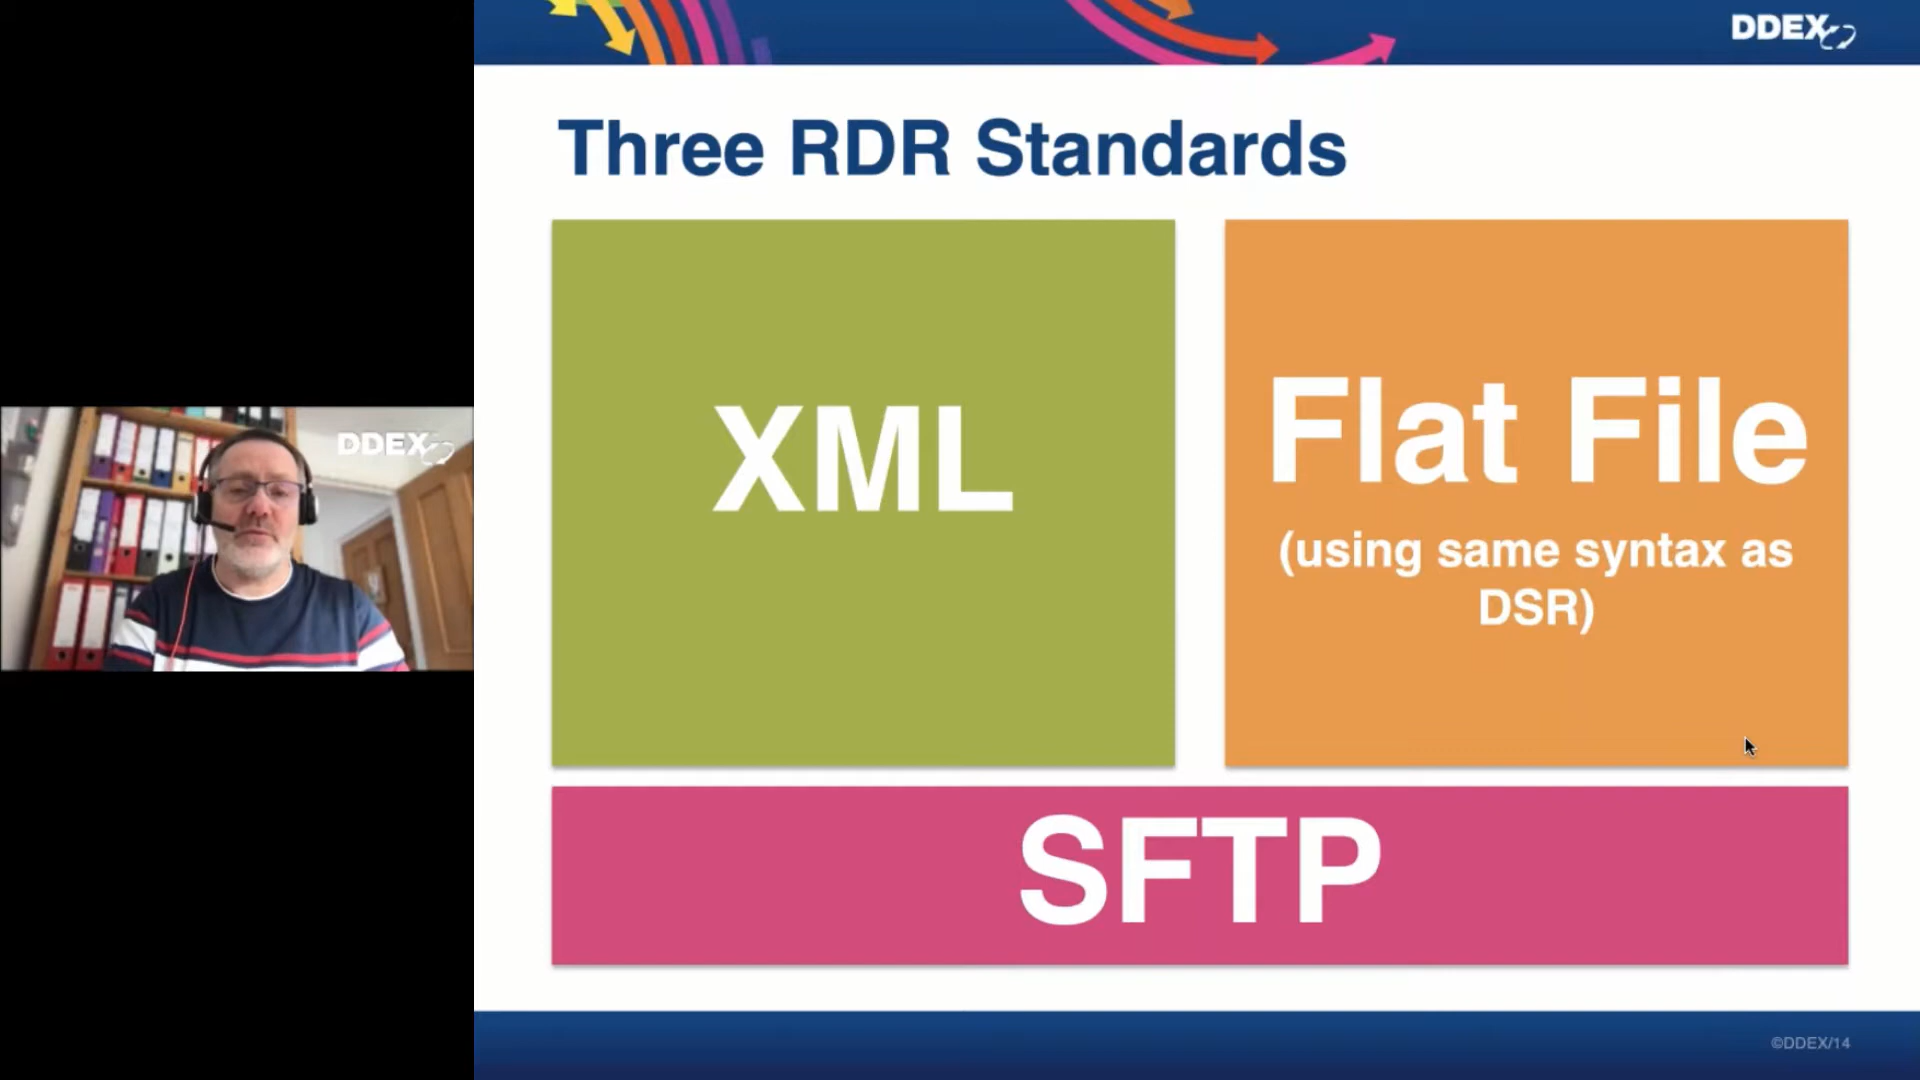 DDEX
Three RDR Standards
XML
Flat File
(using same syntax as
DSR)
SFTP
DDEX
©DDEX/14